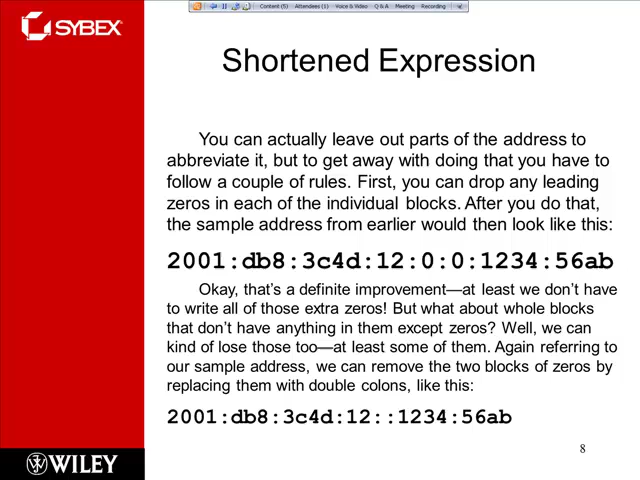 Content (5) Attendees (1) Voice & Video Q & A Meeting Recording
SYBEX
Shortened Expression
You can actually leave out parts of the address to
abbreviate it, but to get away with doing that you have to
follow a couple of rules. First, you can drop any leading
zeros in each of the individual blocks. After you do that,
the sample address from earlier would then look like this:
2001:db8:3c4d:12:0:0:1234:56ab
Okay, that’s a definite improvement—at least we don’t have
to write all of those extra zeros! But what about whole blocks
that don’t have anything in them except zeros? Well, we can
kind of lose those too—at least some of them. Again referring to
our sample address, we can remove the two blocks of zeros by
replacing them with double colons, like this:
2001:db8:3c4d:12::1234:56ab
8
WILEY